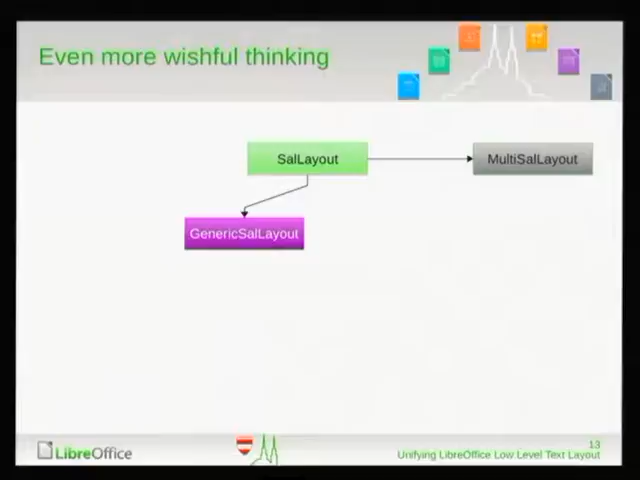 Even more wishful thinking
SalLayout
MultiSalLayout
GenericSalLayout
LibreOffice
13
Unifying LibreOffice Low Level Text Layout